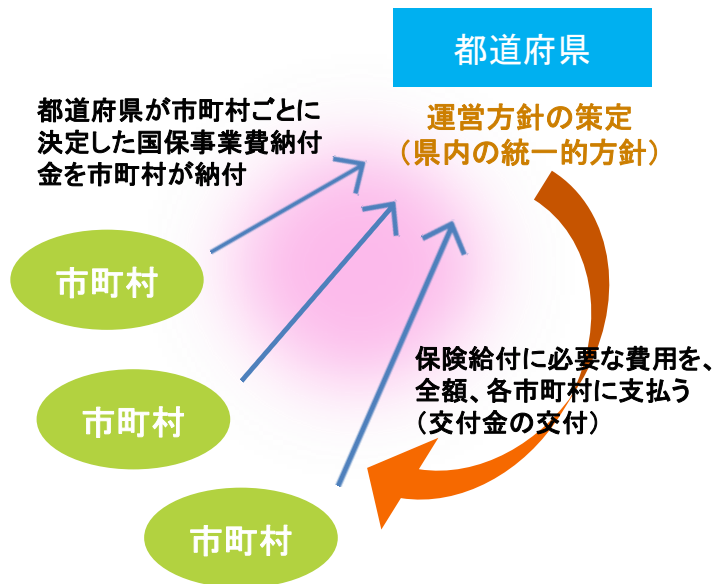 都道府県
運営方針の策定
（県内の統一的方針）
都道府県が市町村ごとに
決定した国保事業費納付
金を市町村が納付
市町村
市町村
市町村
保険給付に必要な費用を、
全額、各市町村に支払う
（交付金の交付）